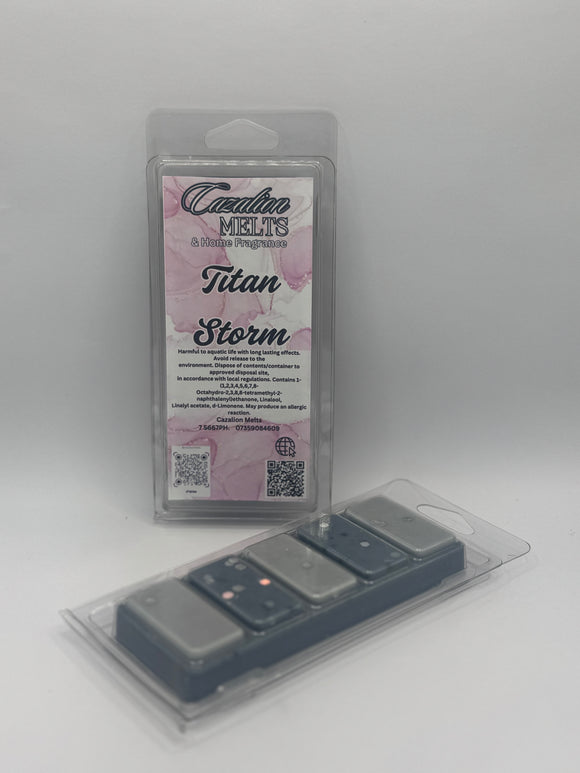 Cazalion
MELTS
& Home Fragrance
Titan
Storm
Harmful to aquatic life with long lasting effects.
Avoid release to the
environment. Dispose of contents/container to
approved disposal site,
in accordance with local regulations. Contains 1-
(1,2,3,4,5,6,7,8-
Octahydro-2,3,8,8-tetramethyl-2-
naphthalenyl)ethanone, Linalool,
Linalyl acetate, d-Limonene. May produce an allergic
reaction.
Cazalion Melts
07359084608